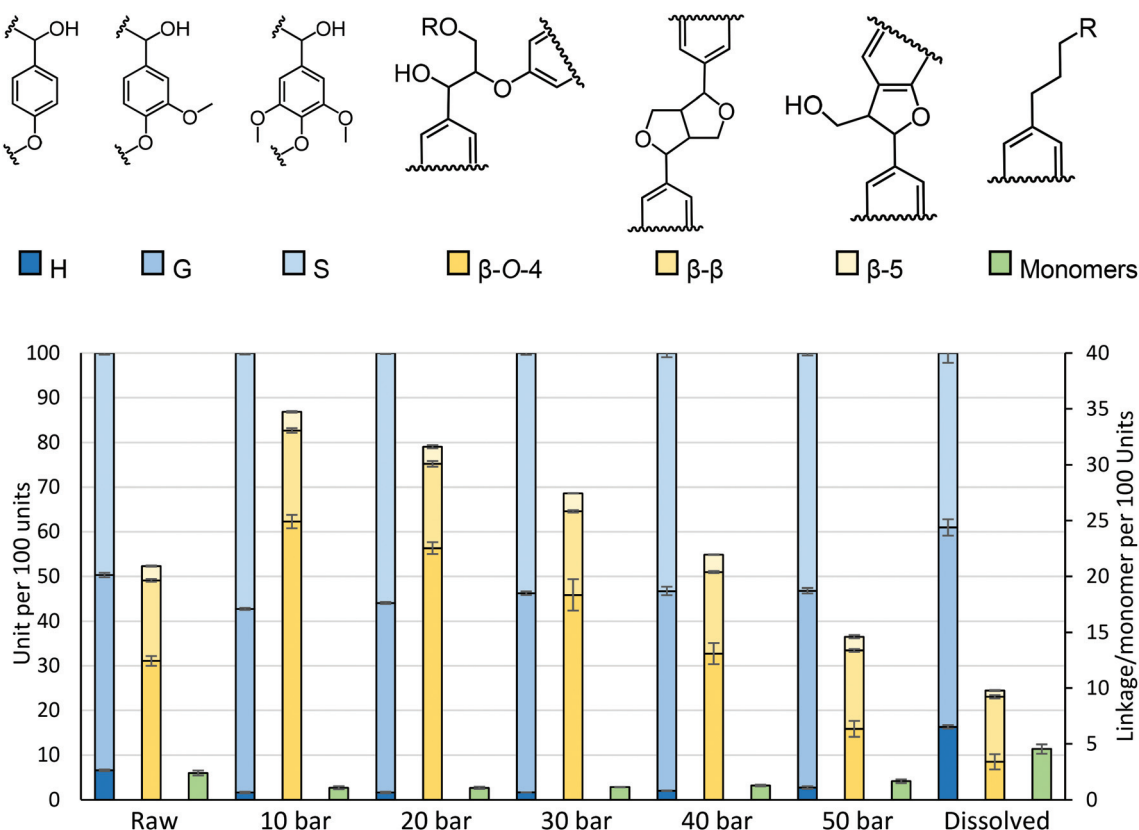 OH OH OH RO R
HO O O
O HO O
O O O O O
O O
H G S β-O-4 β-β β-5 Monomers
100 40
90 35
80 30
70
60 25
50 20
40 15
30 10
20 5
10 0
0
Unit per 100 units
Linkage/monomer per 100 Units
Raw 10 bar 20 bar 30 bar 40 bar 50 bar Dissolved